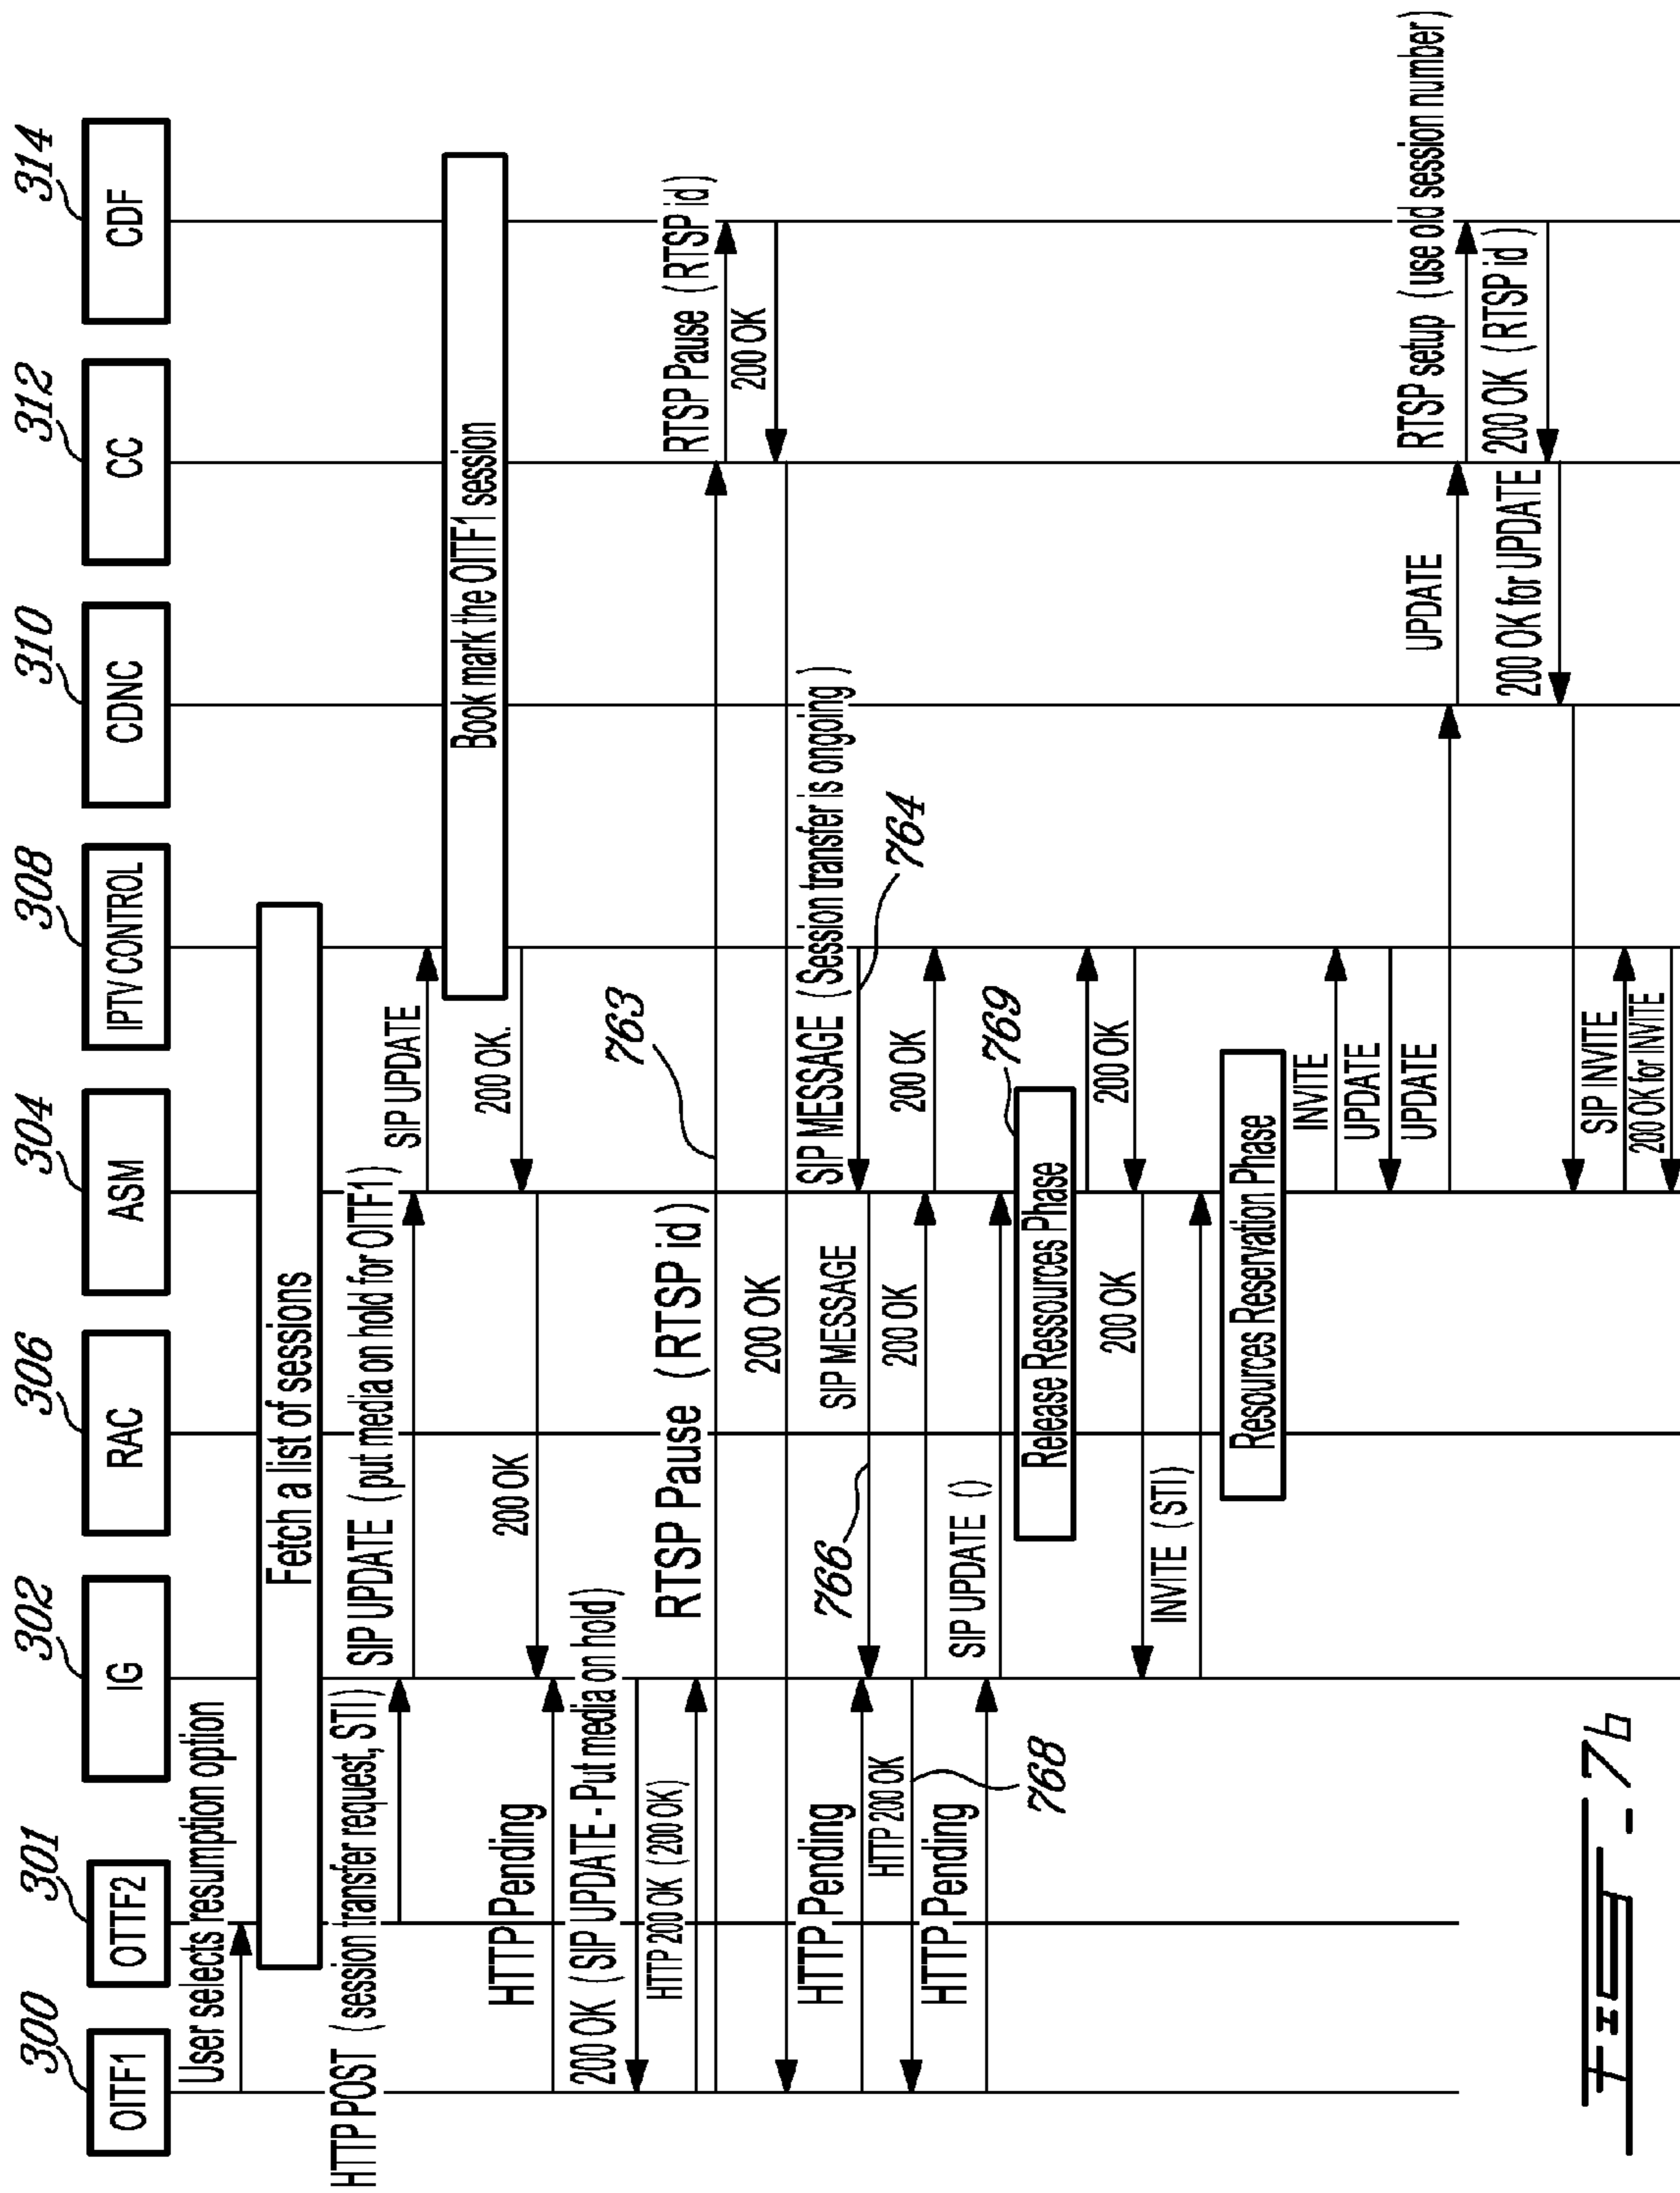 300
OITF1
301
OTTF2
302
IG
306
RAC
304
ASM
308
IPTV CONTROL
310
CDNC
312
CC
314
CDF
User selects resumption option
Fetch a list of sessions
HTTP POST (session transfer request, STI)
SIP UPDATE (put media on hold for OITF1)
SIP UPDATE
Book mark the OITF1 session
200 OK.
200 OK
HTTP Pending
200 OK (SIP UPDATE - Put media on hold)
HTTP 200 OK (200 OK)
763
RTSP Pause (RTSP id)
RTSP Pause (RTSP id)
200 OK
200 OK
SIP MESSAGE (Session transfer is ongoing)
764
HTTP Pending
SIP MESSAGE
766
200 OK
200 OK
HTTP 200 OK
768
HTTP Pending
SIP UPDATE ()
769
Release Ressources Phase
200 OK
200 OK
INVITE (STI)
Resources Reservation Phase
INVITE
UPDATE
UPDATE
UPDATE
RTSP setup (use od session number)
200 OK (RTSP id)
200 OK for UPDATE
SIP INVITE
200 OK for INVITE
FIG-7b